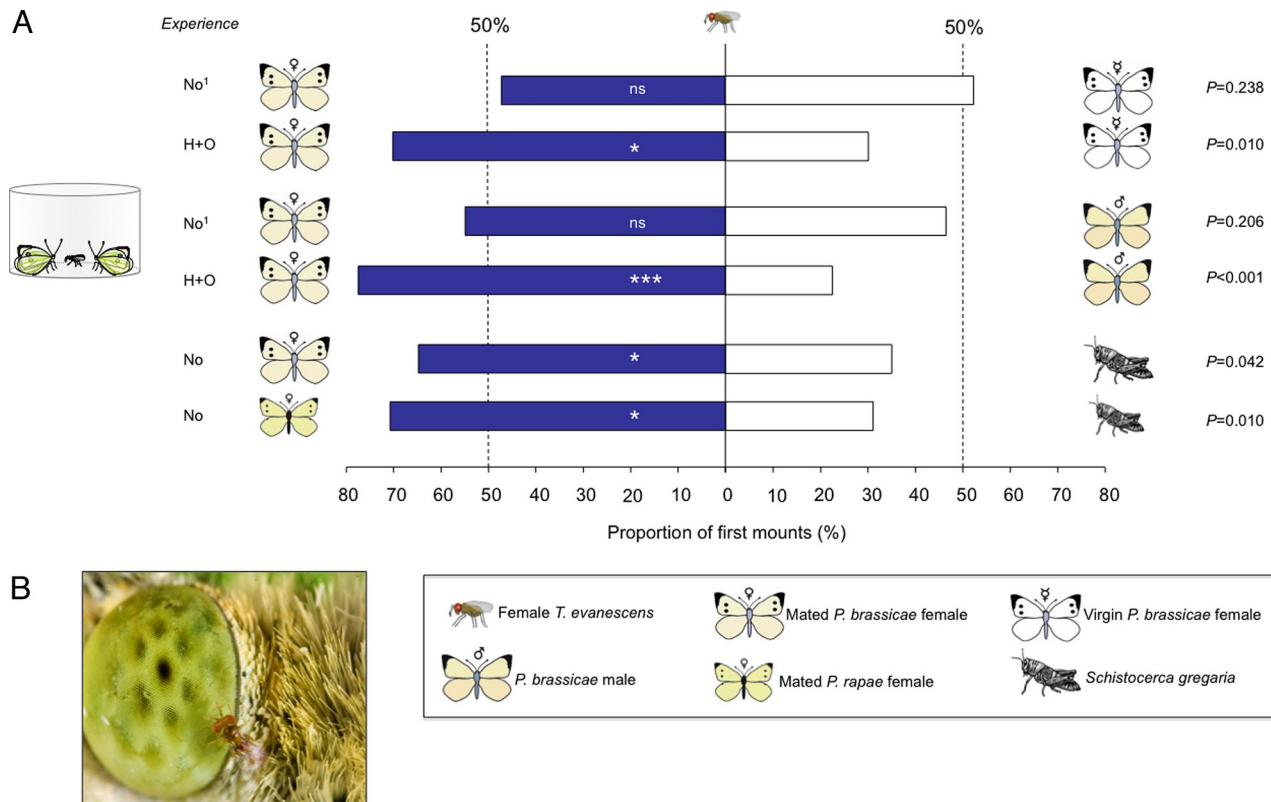 A
Experience
50%
50%
No¹
♀
ns
☿
P=0.238
H+O
♀
*
☿
P=0.010
No¹
♀
ns
♂
P=0.206
H+O
♀
***
♂
P<0.001
No
♀
*
P=0.042
No
♀
*
P=0.010
80 70 60 50 30 20 10 0 20 30 40 50 60 70 80
Proportion of first mounts (%)
B
Female T. evanescens
♀
Mated P. brassicae female
☿
Virgin P. brassicae female
♂
P. brassicae male
♀
Mated P. rapae female
Schistocerca gregaria